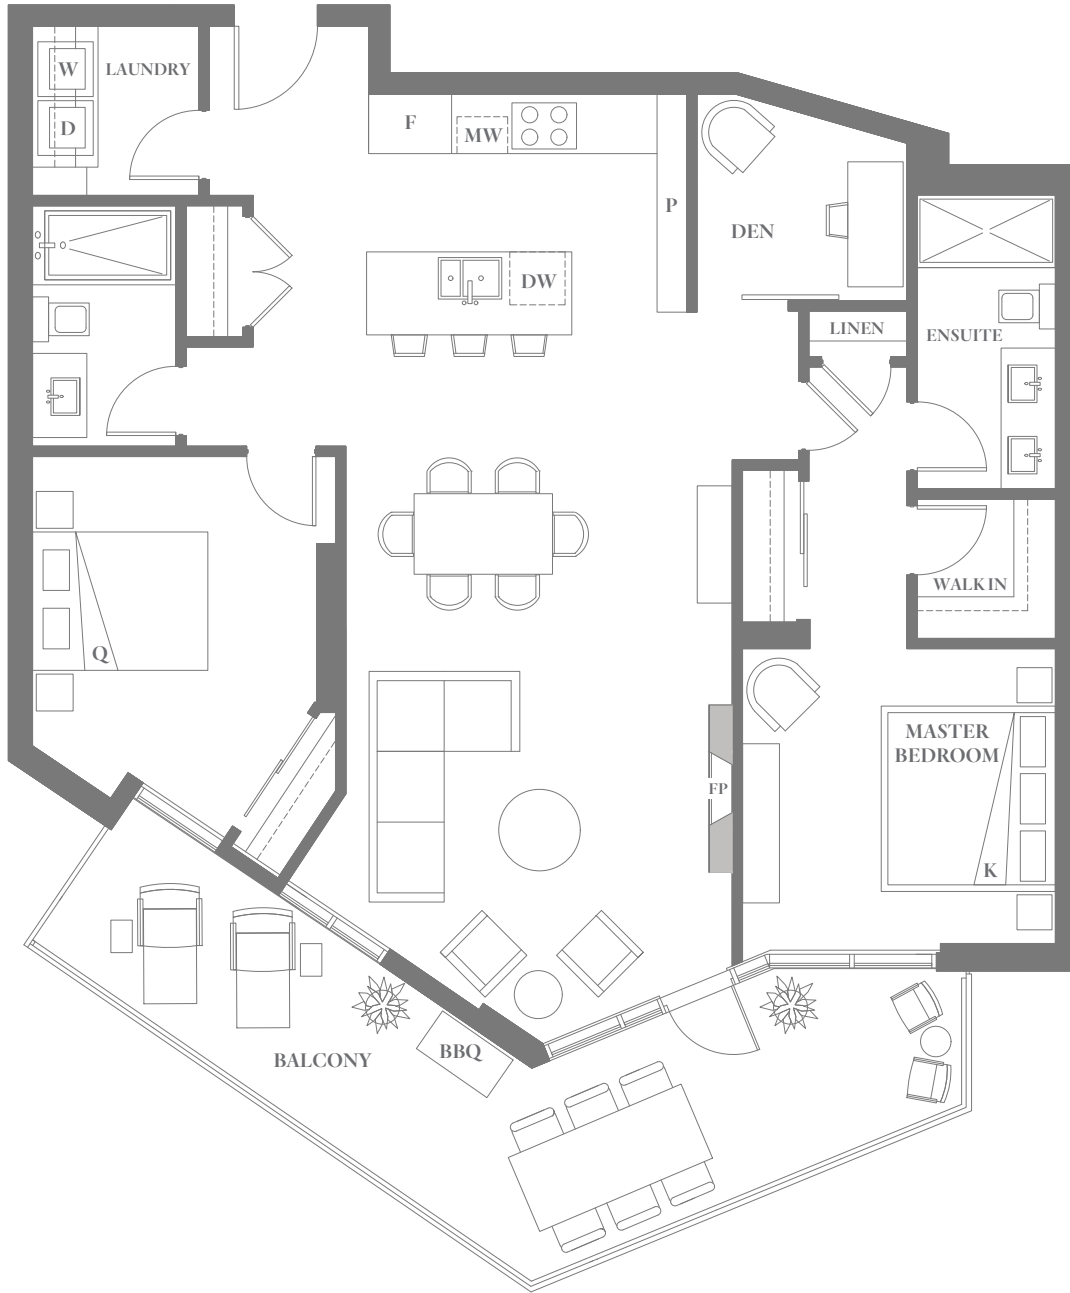 W
LAUNDRY
D
F
MW
P
DEN
DW
LINEN
ENSUITE
WALK IN
Q
MASTER
BEDROOM
FP
K
BALCONY
BBQ